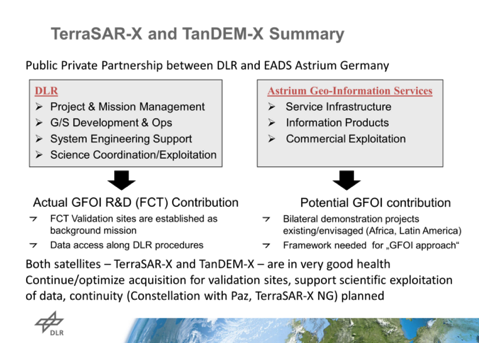 TerraSAR-X and TanDEM-X Summary
Public Private Partnership between DLR and EADS Astrium Germany
DLR
➢ Project & Mission Management
➢ G/S Development & Ops
➢ System Engineering Support
➢ Science Coordination/Exploitation
Astrium Geo-Information Services
➢ Service Infrastructure
➢ Information Products
➢ Commercial Exploitation
Actual GFOI R&D (FCT) Contribution
FCT Validation sites are established as
background mission
Data access along DLR procedures
Potential GFOI contribution
Bilateral demonstration projects
existing/envisaged (Africa, Latin America)
Framework needed for „GFOI approach“
Both satellites – TerraSAR-X and TanDEM-X – are in very good health
Continue/optimize acquisition for validation sites, support scientific exploitation
of data, continuity (Constellation with Paz, TerraSAR-X NG) planned
DLR